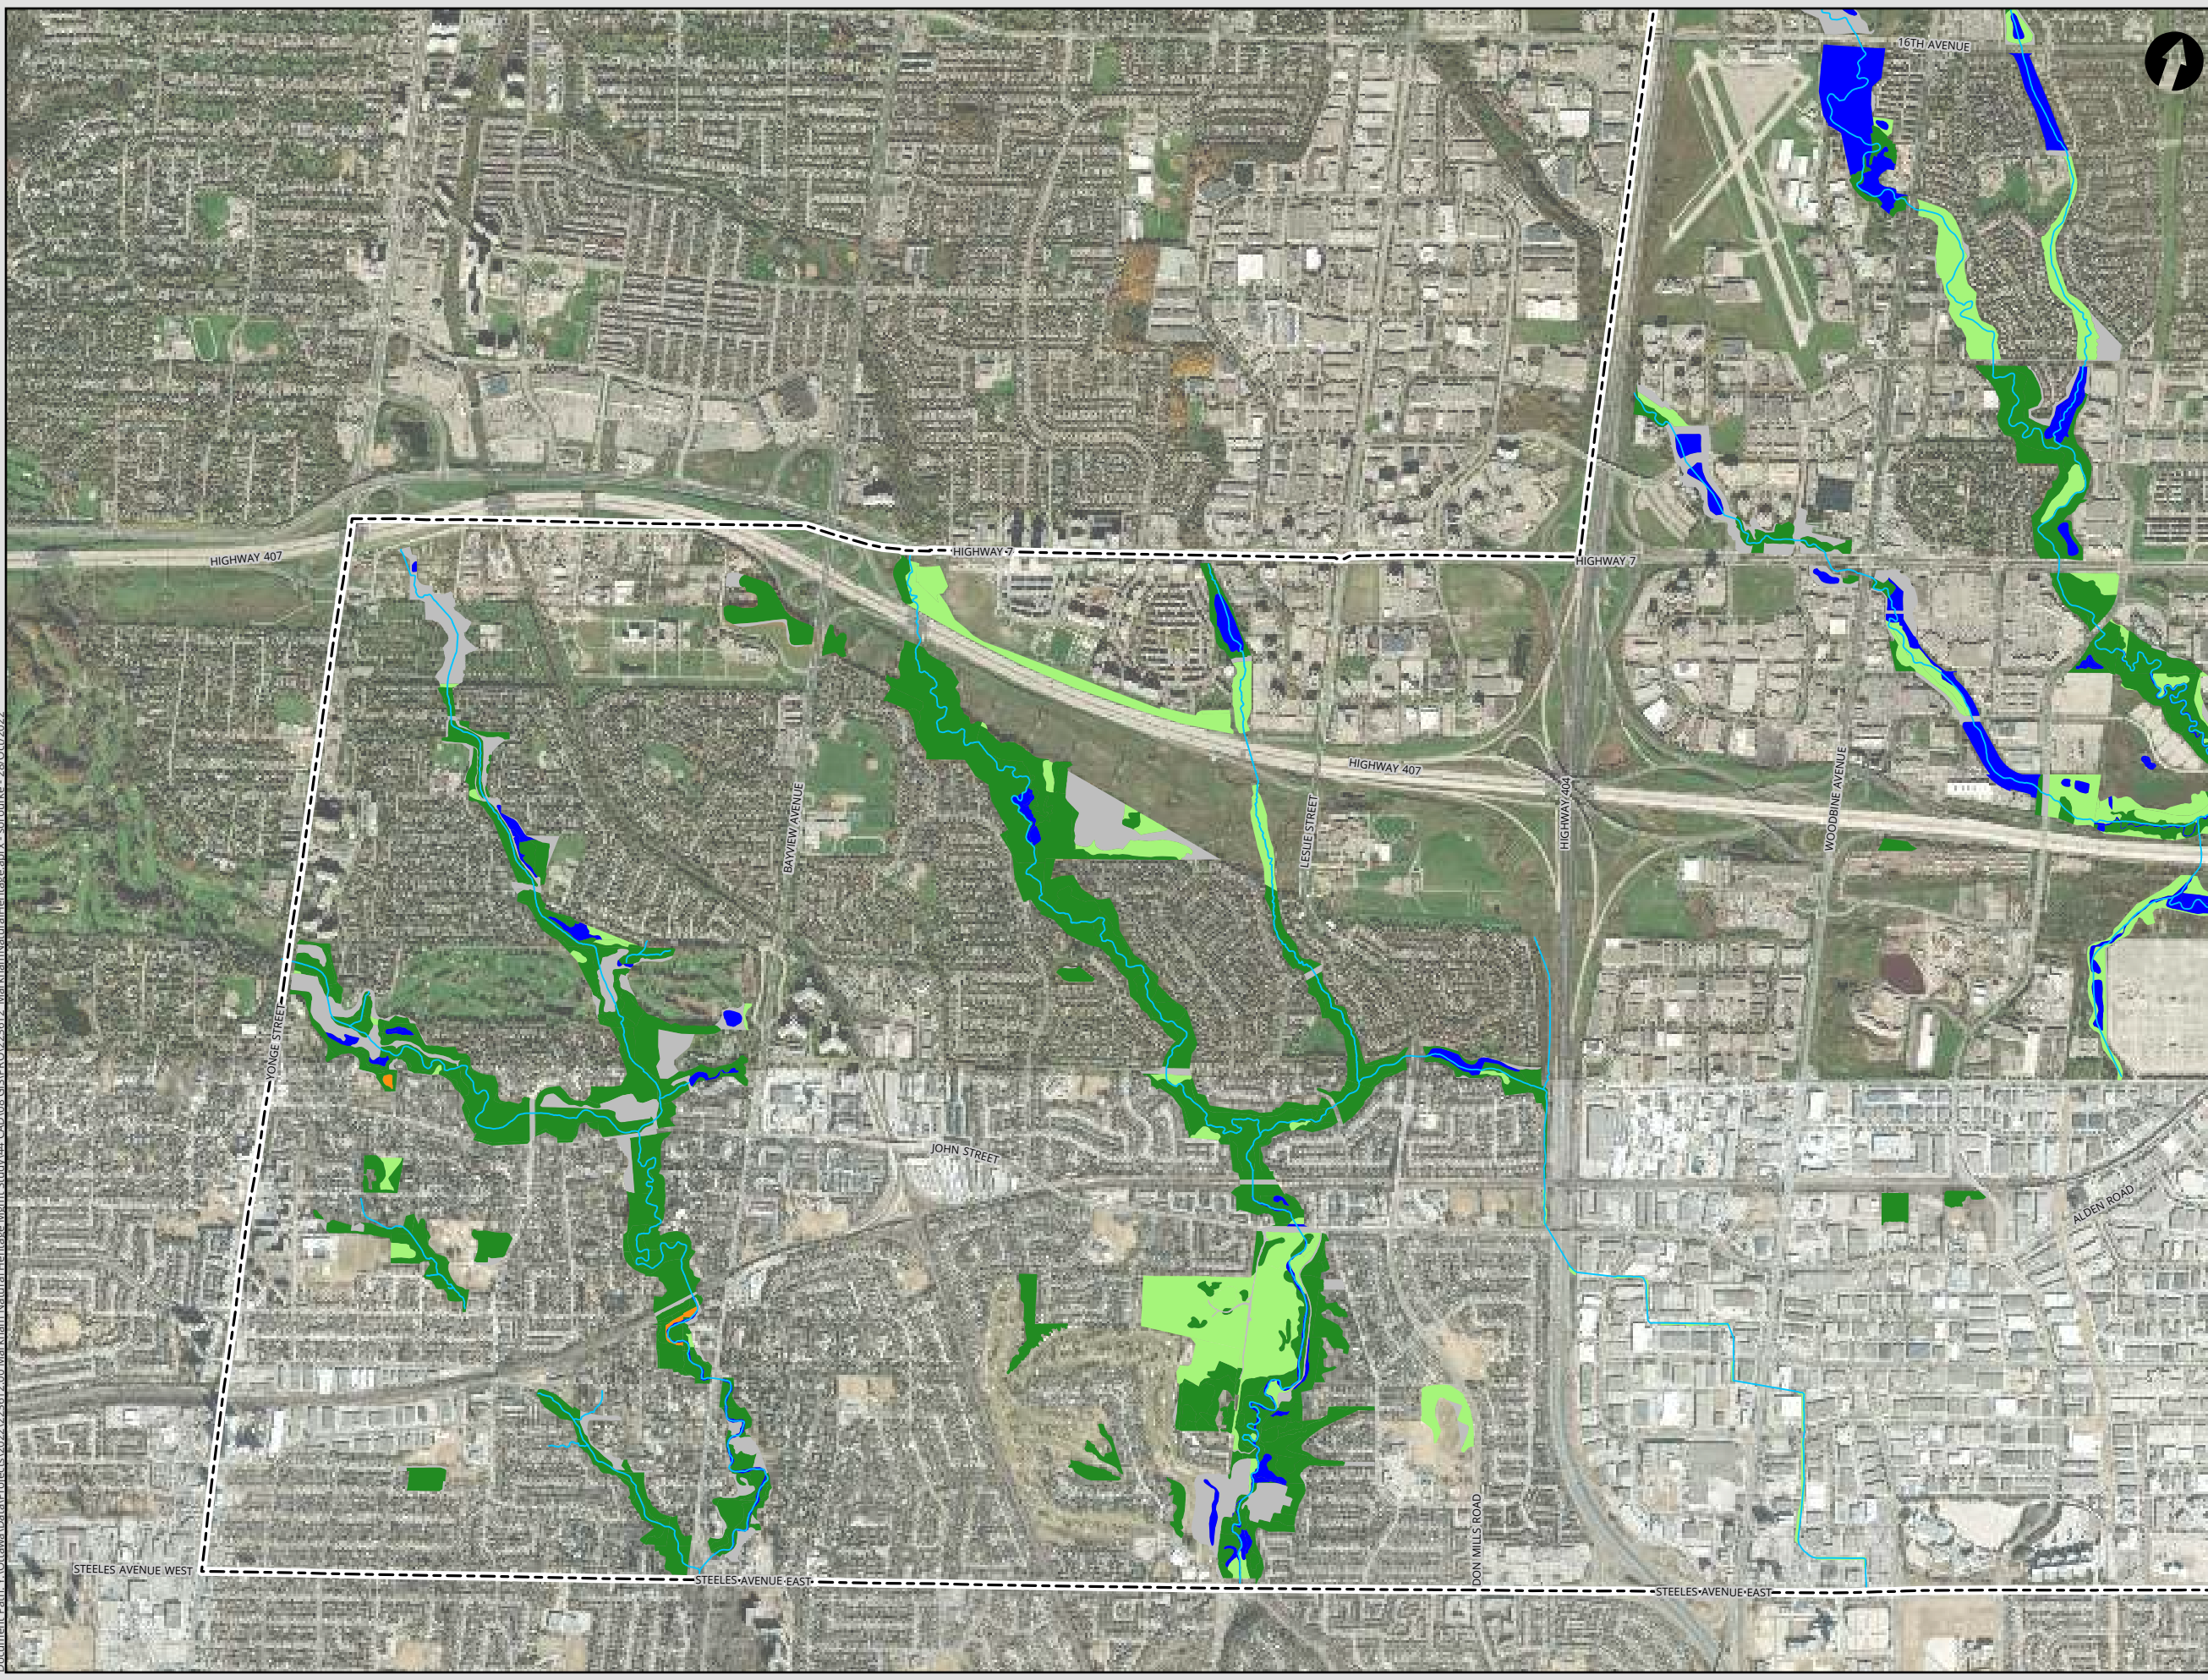 16TH AVENUE
HIGHWAY 407
HIGHWAY 7
HIGHWAY 7
HIGHWAY 407
BAYVIEW AVENUE
LESLIE STREET
HIGHWAY 404
WOODBINE AVENUE
YONGE STREET
JOHN STREET
ALDEN ROAD
DON MILLS ROAD
STEELES AVENUE WEST
STEELES AVENUE EAST
STEELES AVENUE EAST